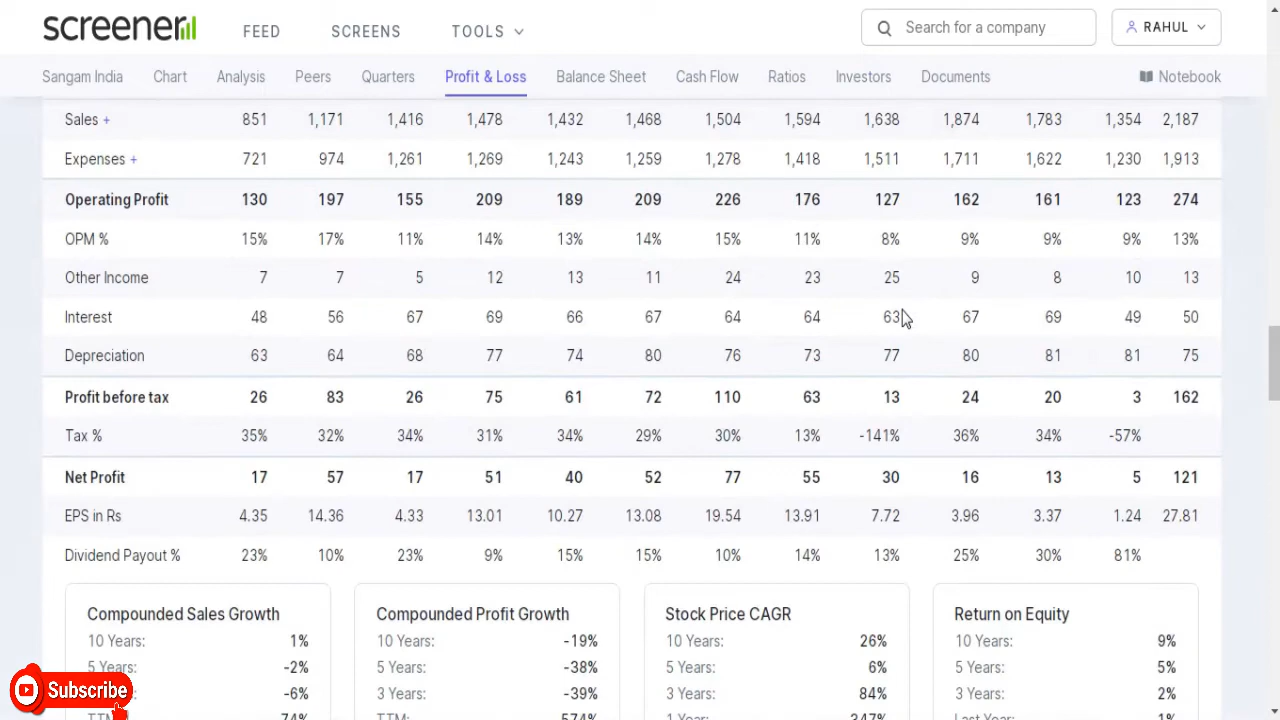 screener
FEED SCREENS TOOLS Search for a company RAHUL
Sangam India Chart Analysis Peers Quarters Profit & Loss Balance Sheet Cash Flow Ratios Investors Documents Notebook
Sales + 851 1,171 1,416 1,478 1,432 1,468 1,504 1,594 1,638 1,874 1,783 1,354 2,187
Expenses + 721 974 1,261 1,269 1,243 1,259 1,278 1,418 1,511 1,711 1,622 1,230 1,913
Operating Profit 130 197 155 209 189 209 226 176 127 162 161 123 274
OPM % 15% 17% 11% 14% 13% 14% 15% 11% 8% 9% 9% 9% 13%
Other Income 7 7 5 12 13 11 24 23 25 9 8 10 13
Interest 48 56 67 69 66 67 64 64 63 67 69 49 50
Depreciation 63 64 68 77 74 80 76 73 77 80 81 81 75
Profit before tax 26 83 26 75 61 72 110 63 13 24 20 3 162
Tax % 35% 32% 34% 31% 34% 29% 30% 13% -141% 36% 34% -57%
Net Profit 17 57 17 51 40 52 77 55 30 16 13 5 121
EPS in Rs 4.35 14.36 4.33 13.01 10.27 13.08 19.54 13.91 7.72 3.96 3.37 1.24 27.81
Dividend Payout % 23% 10% 23% 9% 15% 15% 10% 14% 13% 25% 30% 81%
Compounded Sales Growth Compounded Profit Growth Stock Price CAGR Return on Equity
10 Years: 1% 10 Years: -19% 10 Years: 26% 10 Years: 9%
5 Years: -2% 5 Years: -38% 5 Years: 6% 5 Years: 5%
-6% 3 Years: -39% 3 Years: 84% 3 Years: 2%
Subscribe
TTM: 74% TTM: 574% 1 Year: 347% Last Year: 1%